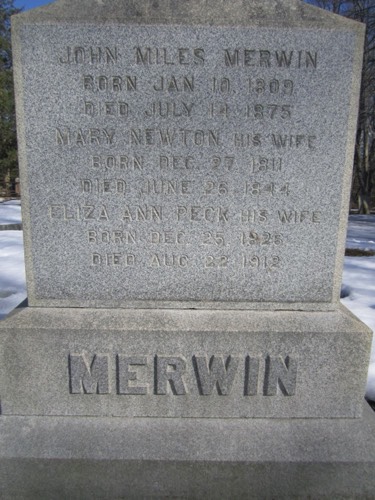 JOHN MILES MERWIN
BORN JAN. 10. 1809
DIED JULY 14 1875
MARY NEWTON HIS WIFE
BORN DEC. 27. 1811
DIED JUNE 26. 1844
ELIZA ANN PECK HIS WIFE
BORN DEC. 25. 1826
DIED AUG. 22. 1912
MERWIN